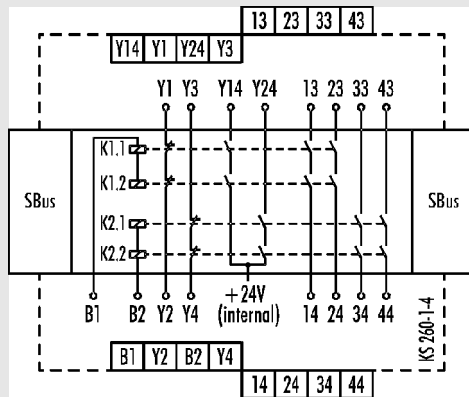 13 23 33 43
Y14 Y1 Y24 Y3
Y1 Y3 Y14 Y24 13 23 33 43
K1.1
K1.2
SBus SBus
K2.1
K2.2
+24V
(internal)
B1 B2 Y2 Y4 14 24 34 44
KS 260-1-4
B1 Y2 B2 Y4
14 24 34 44